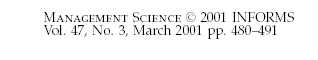 Management Science © 2001 INFORMS
Vol. 47, No. 3, March 2001 pp. 480–491